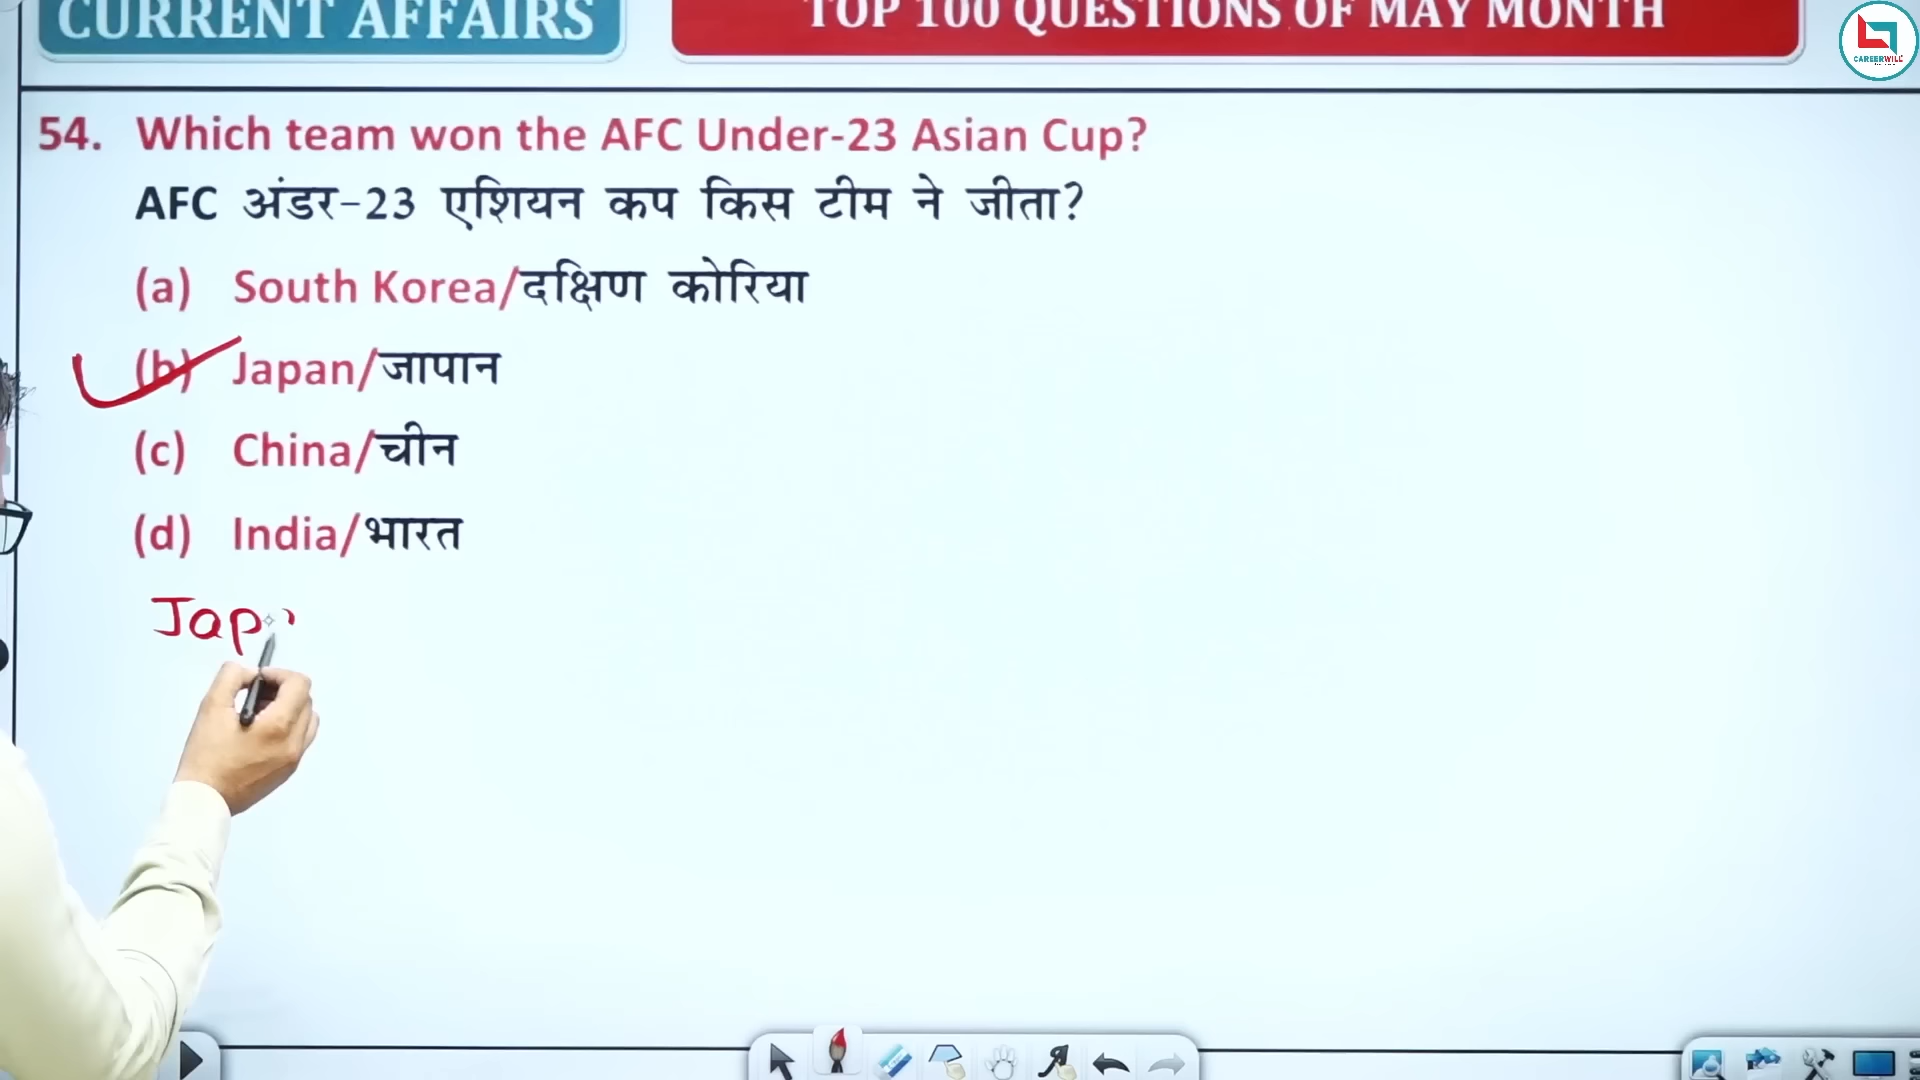 CURRENT AFFAIRS
TOP 100 QUESTIONS OF MAY MONTH
CAREERWILL
54. Which team won the AFC Under-23 Asian Cup?
AFC अंडर-23 एशियन कप किस टीम ने जीता?
(a) South Korea/दक्षिण कोरिया
(b) Japan/जापान
(c) China/चीन
(d) India/भारत
Jap